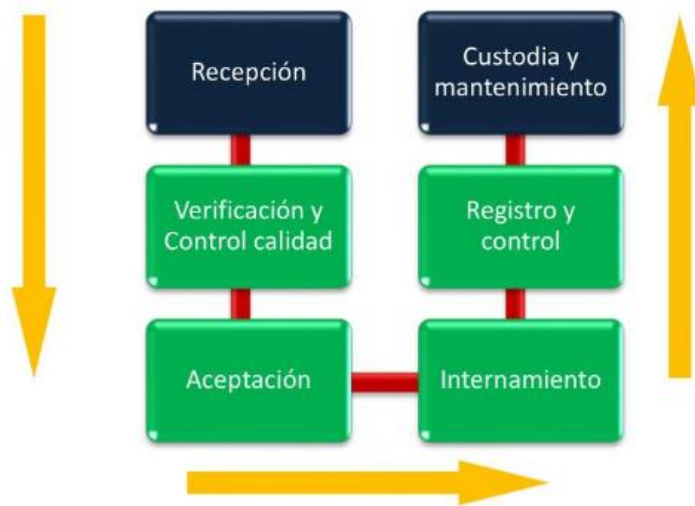 Recepción
Verificación y
Control calidad
Aceptación
Internamiento
Registro y
control
Custodia y
mantenimiento